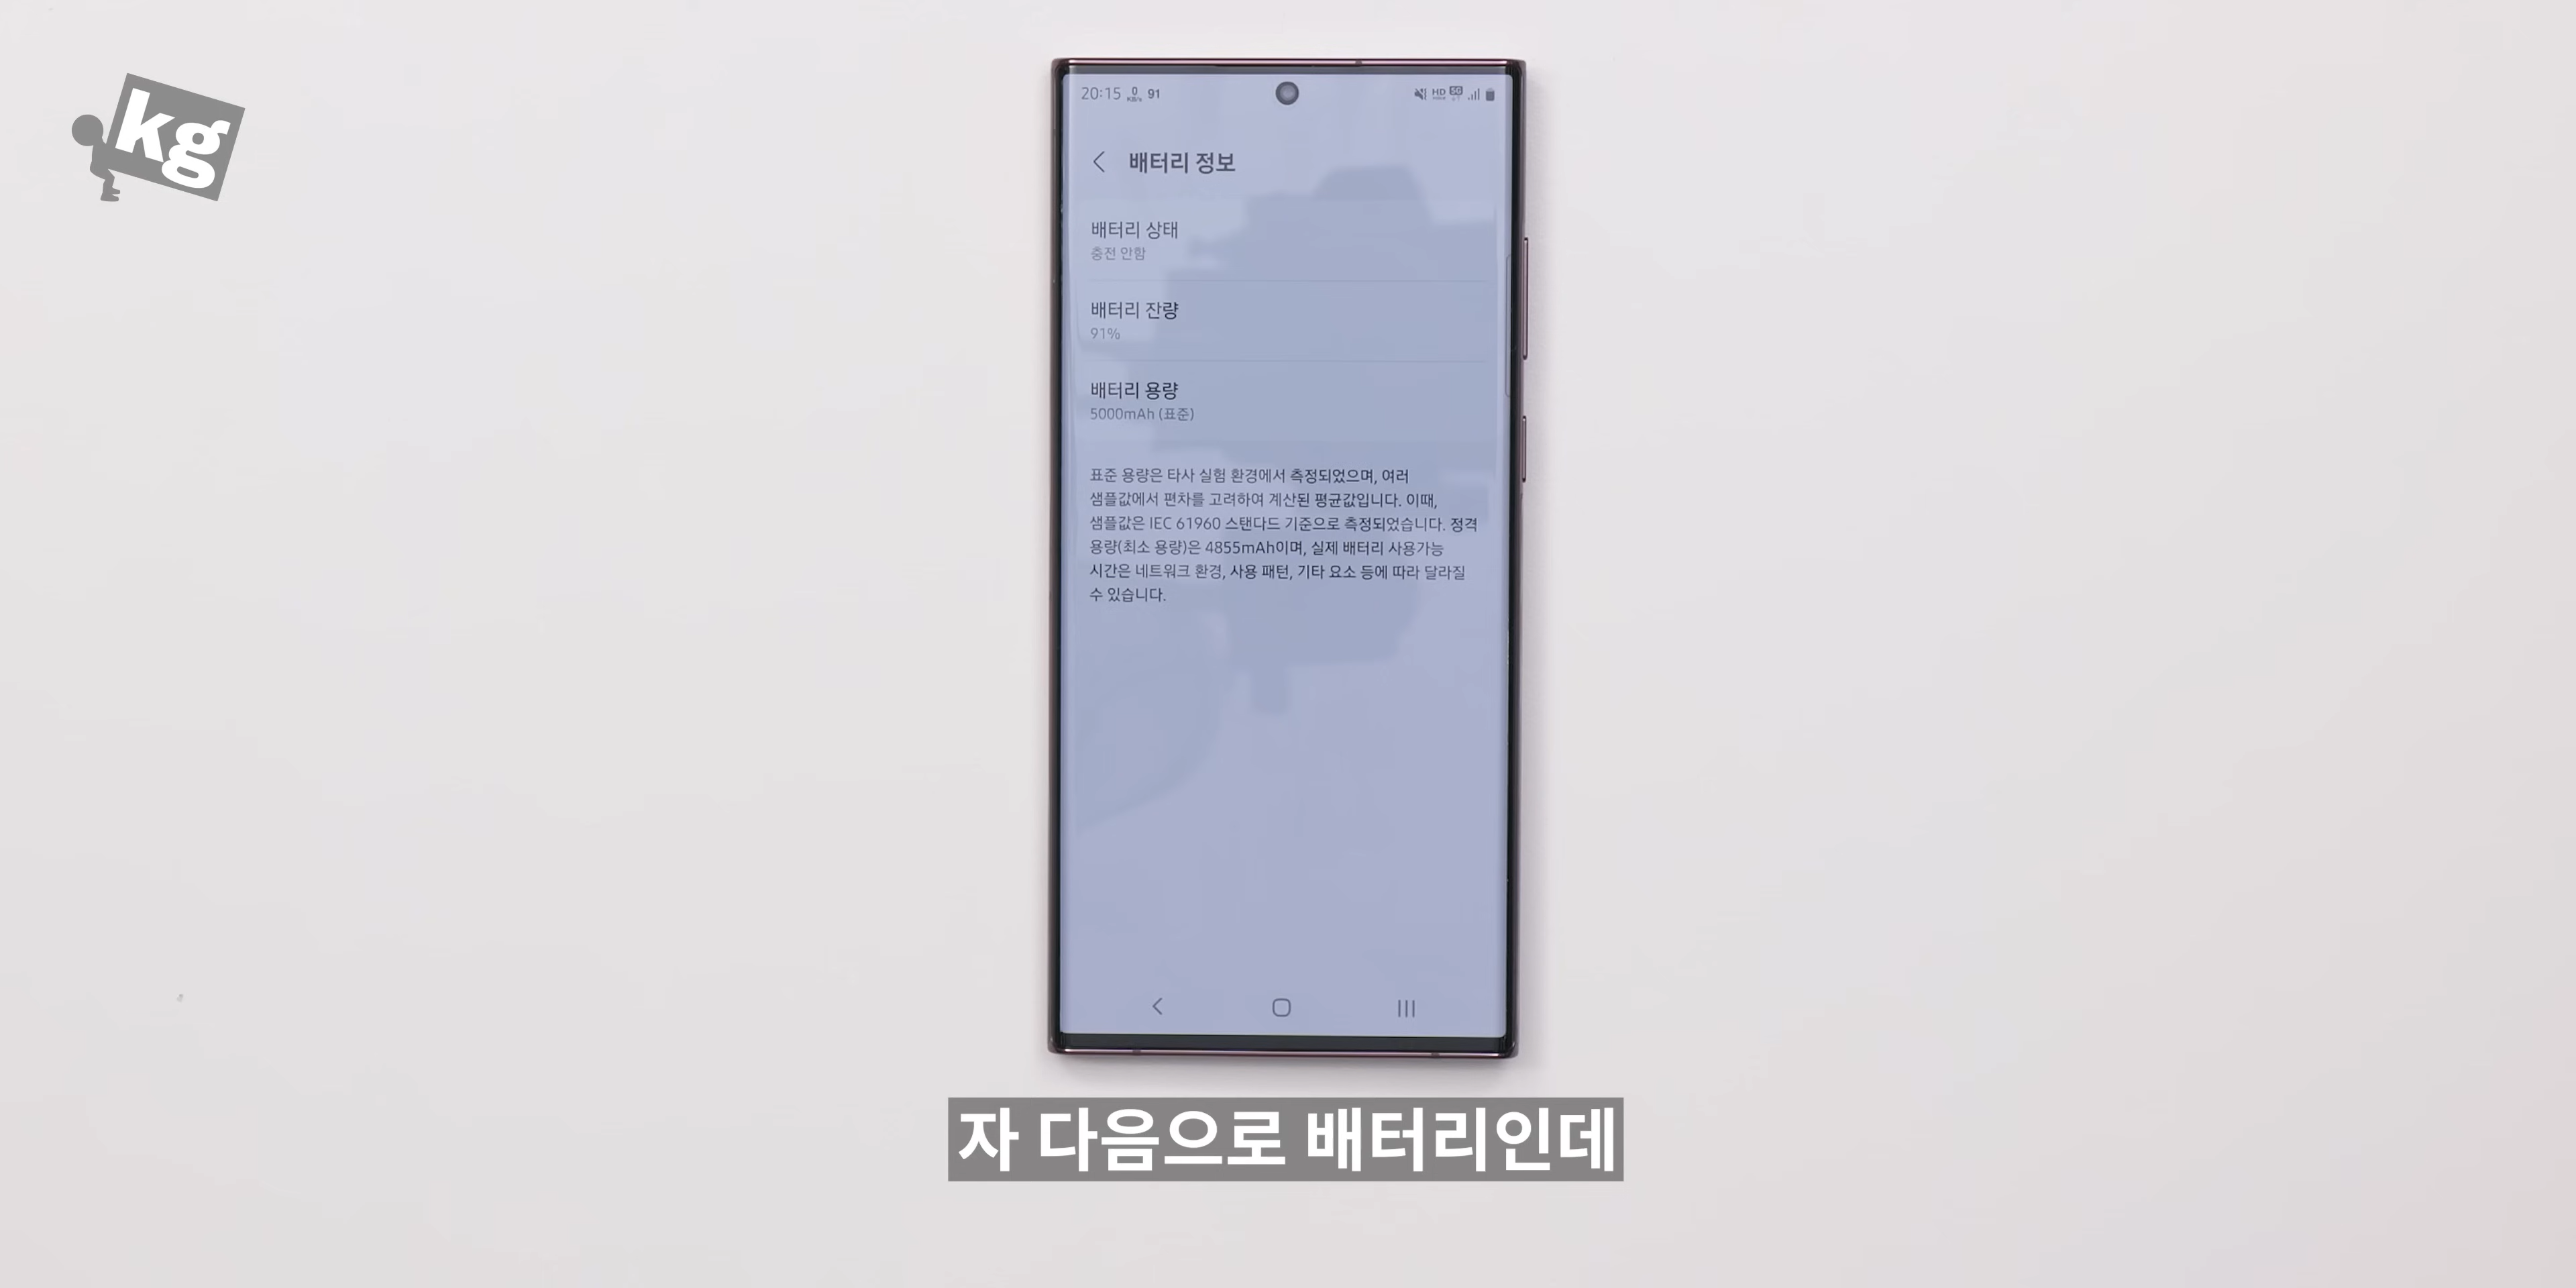 kg
20:15 0 KB/s 91 HD 5G
배터리 정보
배터리 상태
충전 안함
배터리 잔량
91%
배터리 용량
5000mAh (표준)
표준 용량은 타사 실험 환경에서 측정되었으며, 여러
샘플값에서 편차를 고려하여 계산된 평균값입니다. 이때,
샘플값은 IEC 61960 스탠다드 기준으로 측정되었습니다. 정격
용량(최소 용량)은 4855mAh이며, 실제 배터리 사용가능
시간은 네트워크 환경, 사용 패턴, 기타 요소 등에 따라 달라질
수 있습니다.
자 다음으로 배터리인데